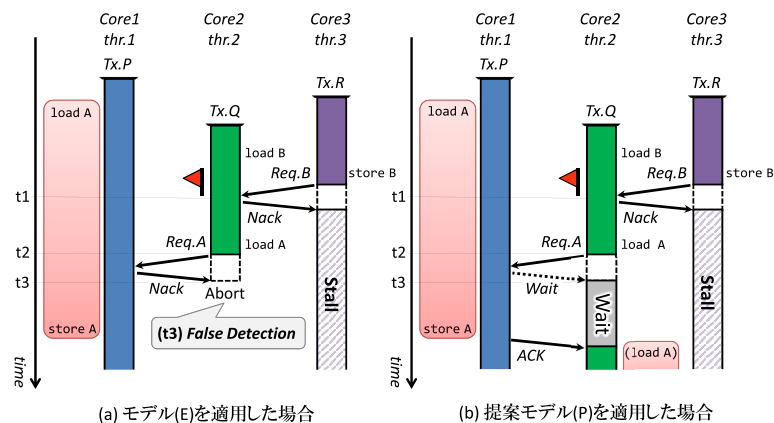 Core1 Core2 Core3
thr.1 thr.2 thr.3
Tx.P
Tx.R
load A
Tx.Q
load B
store B
Req.B
t1
Nack
t2
Req.A
load A
t3
Nack
Abort
Stall
store A
(t3) False Detection
time
(a) モデル(E)を適用した場合
Core1 Core2 Core3
thr.1 thr.2 thr.3
Tx.P
Tx.R
load A
Tx.Q
load B
store B
Req.B
t1
Nack
t2
Req.A
load A
t3
Wait
Wait
Stall
store A
ACK
(load A)
time
(b) 提案モデル(P)を適用した場合